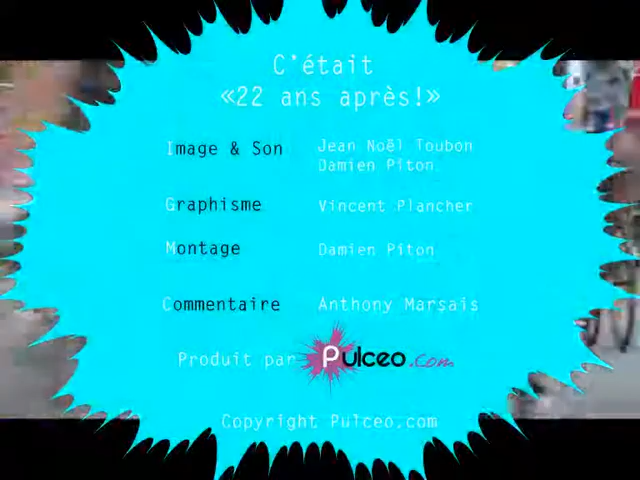 C'était
«22 ans après!»
Image & Son Jean Noël Toubon
Damien Piton
Graphisme Vincent Plancher
Montage Damien Piton
Commentaire Anthony Marsais
Produit par Pulceo.com
Copyright Pulceo.com